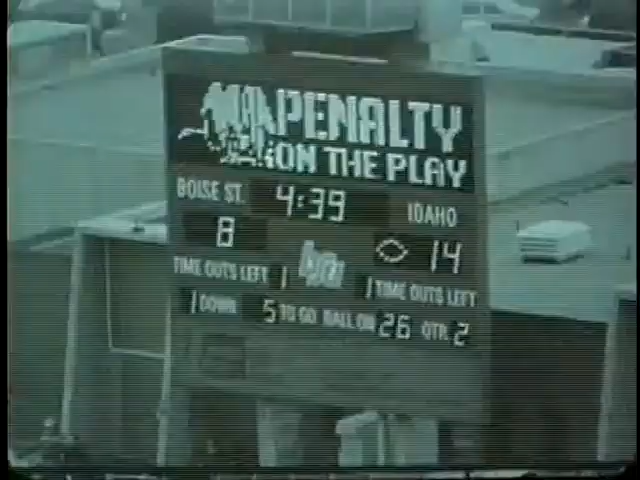 PENALTY
ON THE PLAY
BOISE ST. 4:39 IDAHO
8 14
TIME OUTS LEFT 1 1 TIME OUTS LEFT
1 DOWN 5 TO GO BALL ON 26 QTR 2